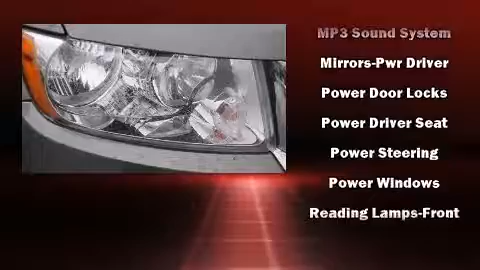 MP3 Sound System
Mirrors-Pwr Driver
Power Door Locks
Power Driver Seat
Power Steering
Power Windows
Reading Lamps-Front